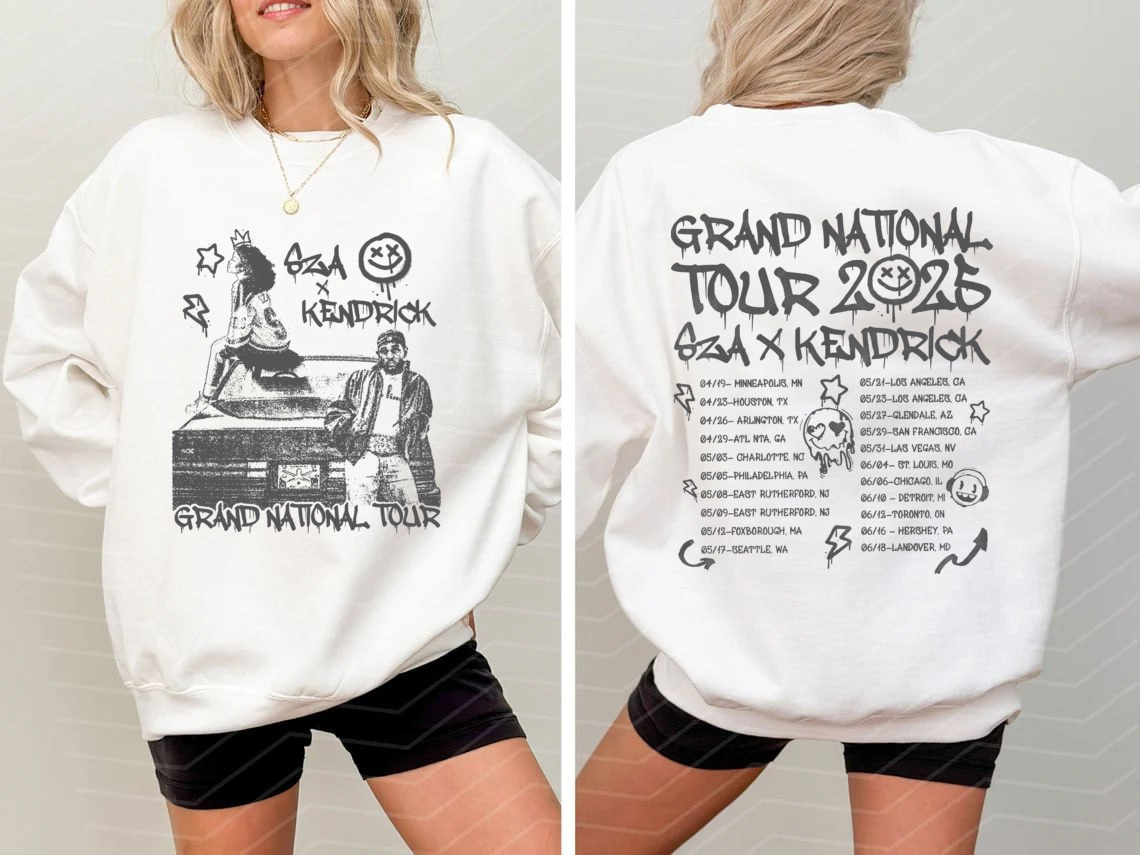 SZA
X
KENDRICK
GRAND NATIONAL TOUR
GRAND NATIONAL
TOUR 2025
SZA X KENDRICK
04/19- MINNEAPOLIS, MN
04/23-HOUSTON, TX
04/26- ARLINGTON, TX
04/29-ATL NTA, GA
05/03- CHARLOTTE, NC
05/05-PHILADELPHIA, PA
05/08-EAST RUTHERFORD, NJ
05/09-EAST RUTHERFORD, NJ
05/12-FOXBOROUGH, MA
05/17-SEATTLE, WA
05/21-LOS ANGELES, CA
05/23-LOS ANGELES, CA
05/27-GLENDALE, AZ
05/29-SAN FRANCISCO, CA
05/31-LAS VEGAS, NV
06/04- ST. LOUIS, MO
06/06-CHICAGO, IL
06/10 - DETROIT, MI
06/12-TORONTO, ON
06/16 - HERSHEY, PA
06/18-LANDOVER, MD